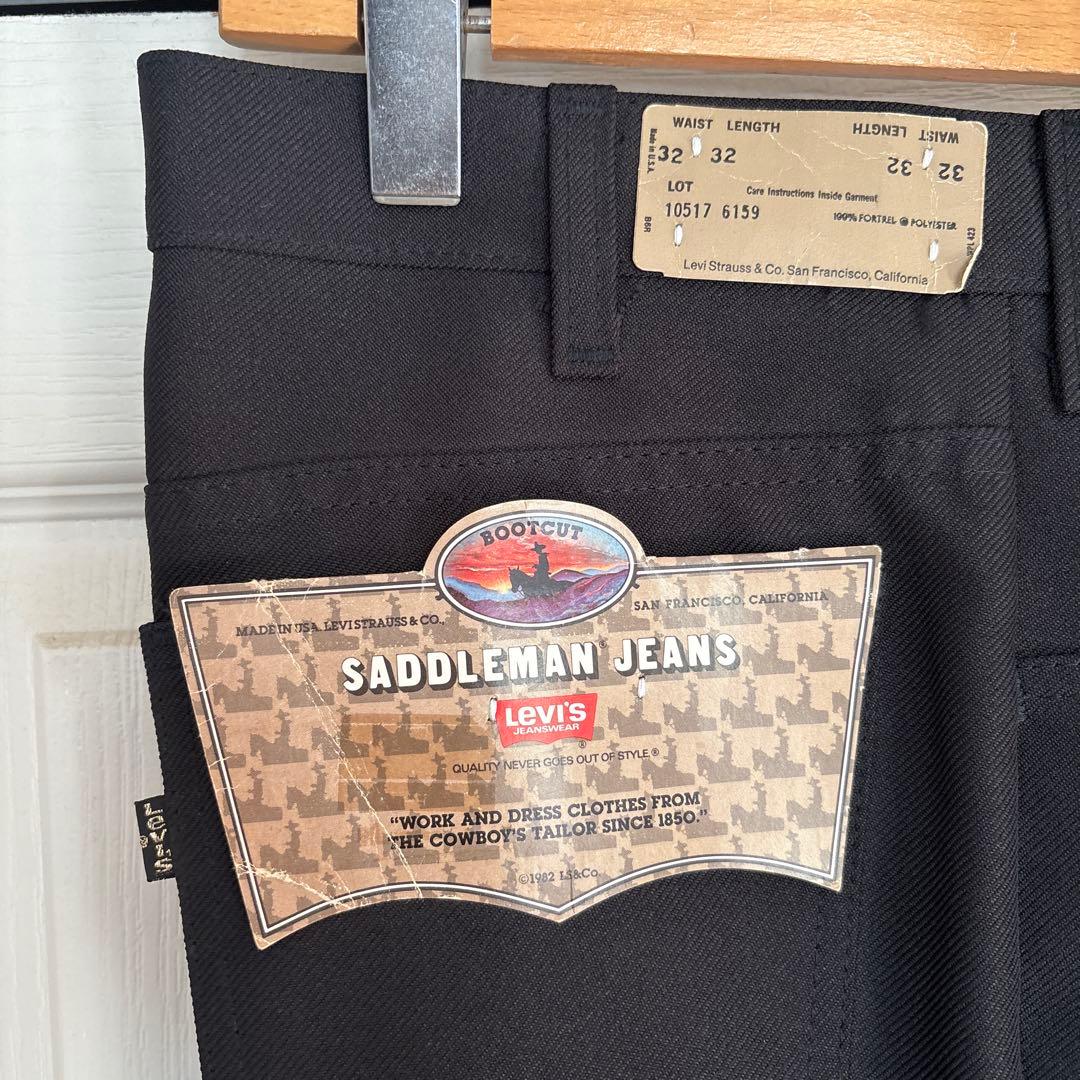 WAIST LENGTH
32 32
LOT
10517 6159
Made in U.S.A.
B6R
WAIST LENGTH
32 32
Care Instructions Inside Garment
100% FORTREL POLYESTER
WPL 423
Levi Strauss & Co. San Francisco, California
BOOTCUT
MADE IN USA. LEVI STRAUSS & CO.,
SAN FRANCISCO, CALIFORNIA
SADDLEMAN® JEANS
LEVI'S
JEANSWEAR
®
QUALITY NEVER GOES OUT OF STYLE.®
“WORK AND DRESS CLOTHES FROM
THE COWBOY'S TAILOR SINCE 1850.”
©1982 LS&Co.
LEVI'S
®